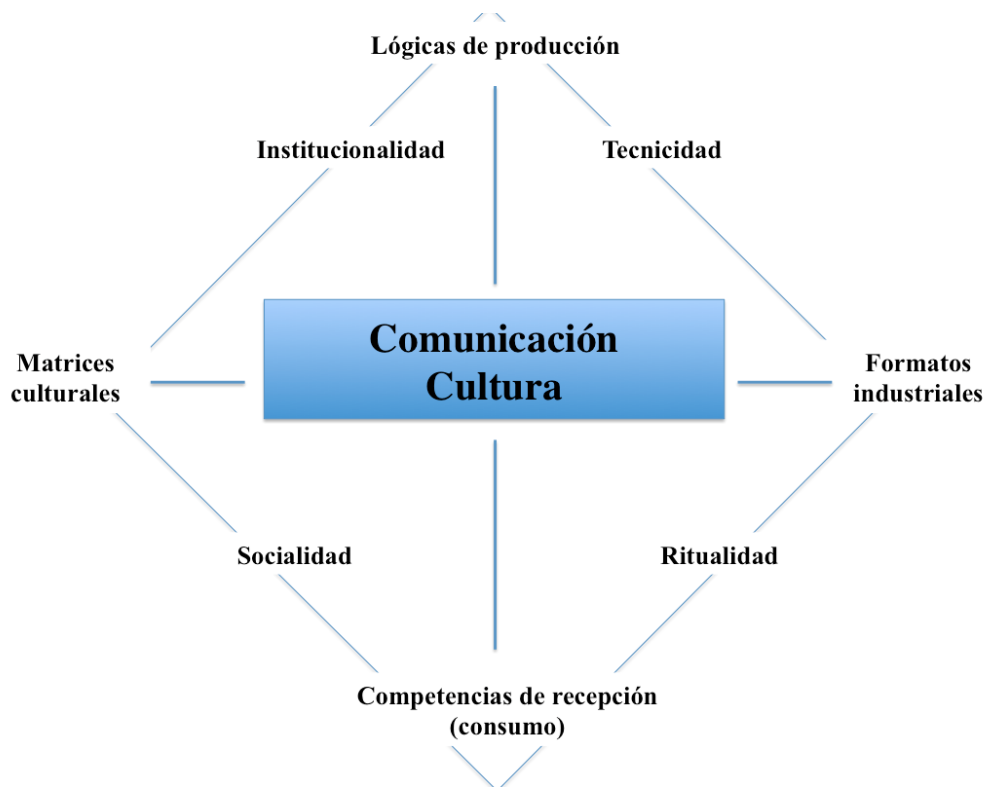 Lógicas de producción
Institucionalidad
Tecnicidad
Comunicación
Cultura
Matrices
culturales
Formatos
industriales
Socialidad
Ritualidad
Competencias de recepción
(consumo)